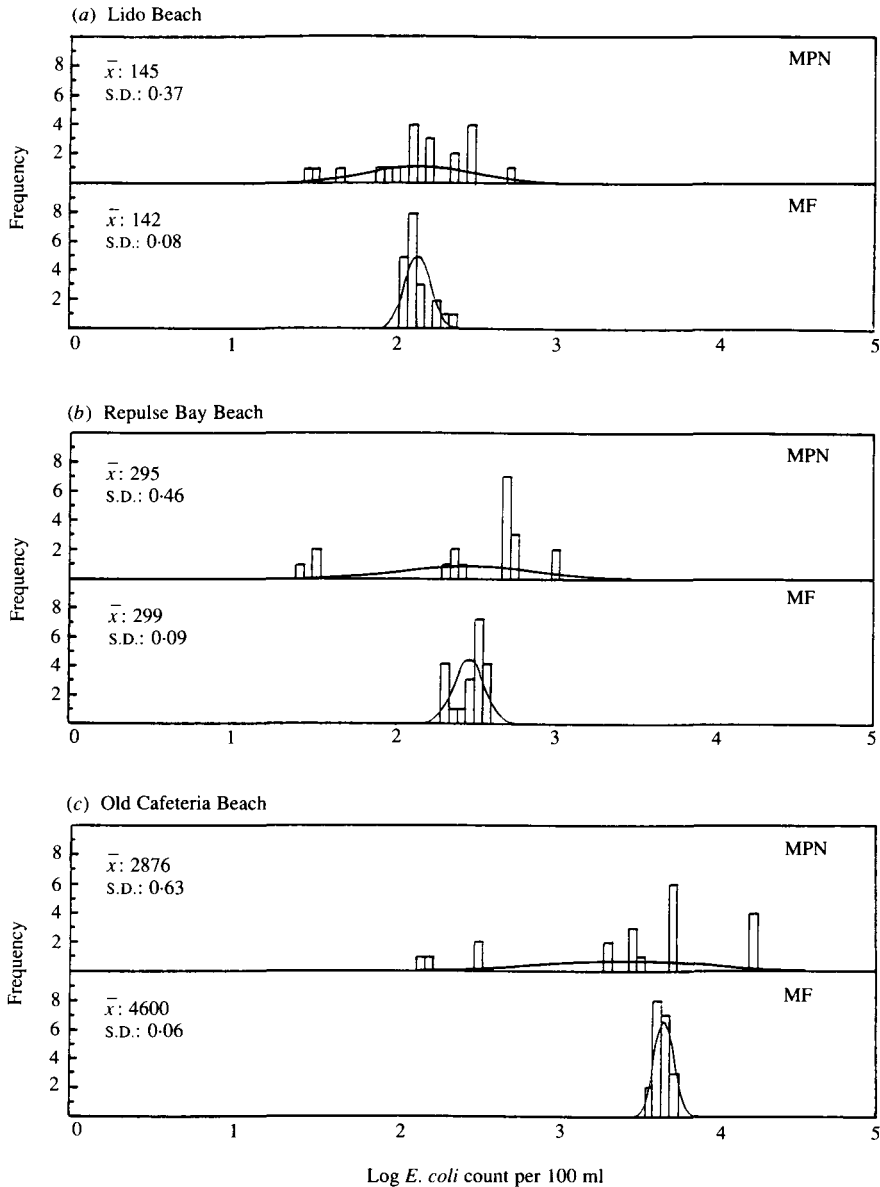 (a) Lido Beach
MPN
x̄: 145
S.D.: 0·37
8
6
4
2
MF
x̄: 142
S.D.: 0·08
8
6
4
2
Frequency
0 1 2 3 4 5
(b) Repulse Bay Beach
MPN
x̄: 295
S.D.: 0·46
8
6
4
2
MF
x̄: 299
S.D.: 0·09
8
6
4
2
Frequency
0 1 2 3 4 5
(c) Old Cafeteria Beach
MPN
x̄: 2876
S.D.: 0·63
8
6
4
2
MF
x̄: 4600
S.D.: 0·06
8
6
4
2
Frequency
0 1 2 3 4 5
Log E. coli count per 100 ml